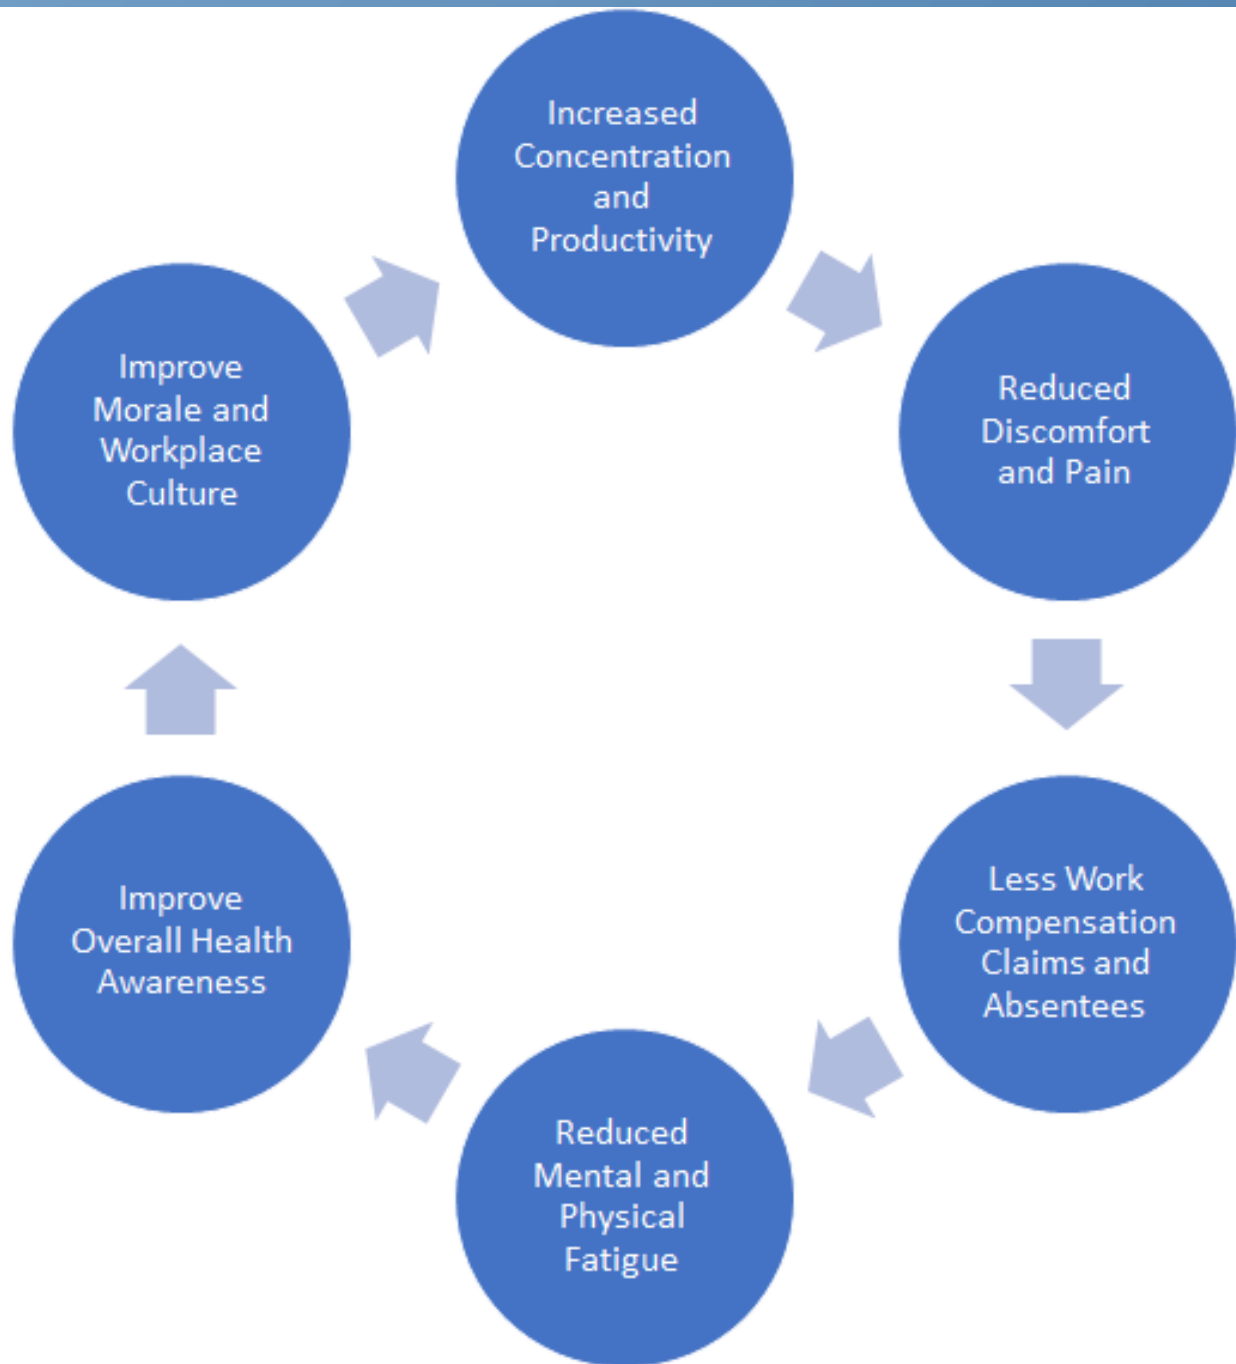 Increased
Concentration
and
Productivity
Reduced
Discomfort
and Pain
Less Work
Compensation
Claims and
Absentees
Reduced
Mental and
Physical
Fatigue
Improve
Overall Health
Awareness
Improve
Morale and
Workplace
Culture